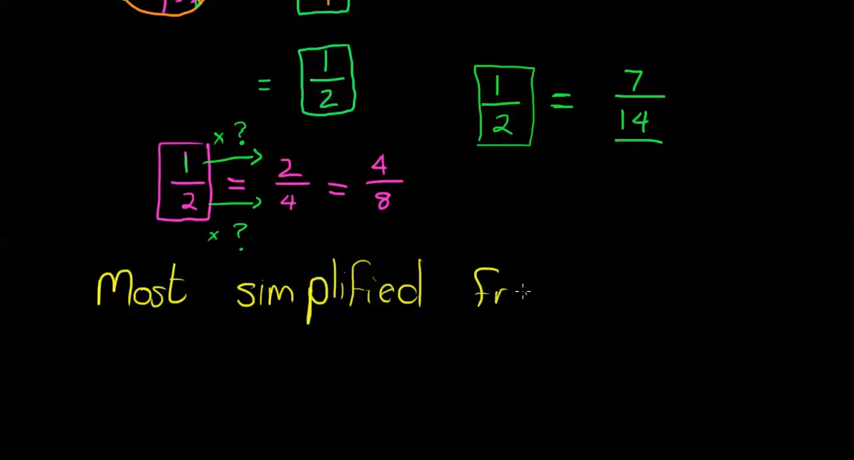 = 1/2
1/2 = 7/14
x ?
1/2 = 2/4 = 4/8
x ?
Most simplified fr